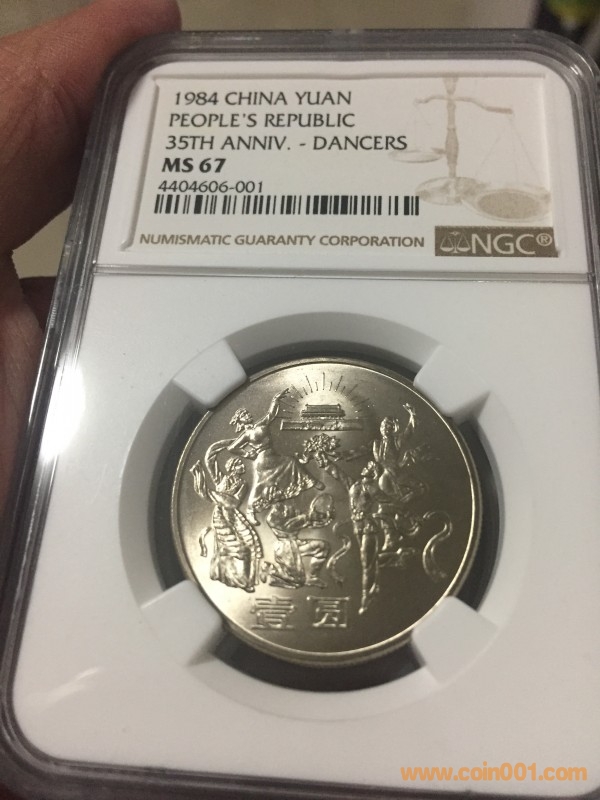 1984 CHINA YUAN
PEOPLE'S REPUBLIC
35TH ANNIV. - DANCERS
MS 67
4404606-001
NUMISMATIC GUARANTY CORPORATION
NGC®
壹圆
www.coin001.com